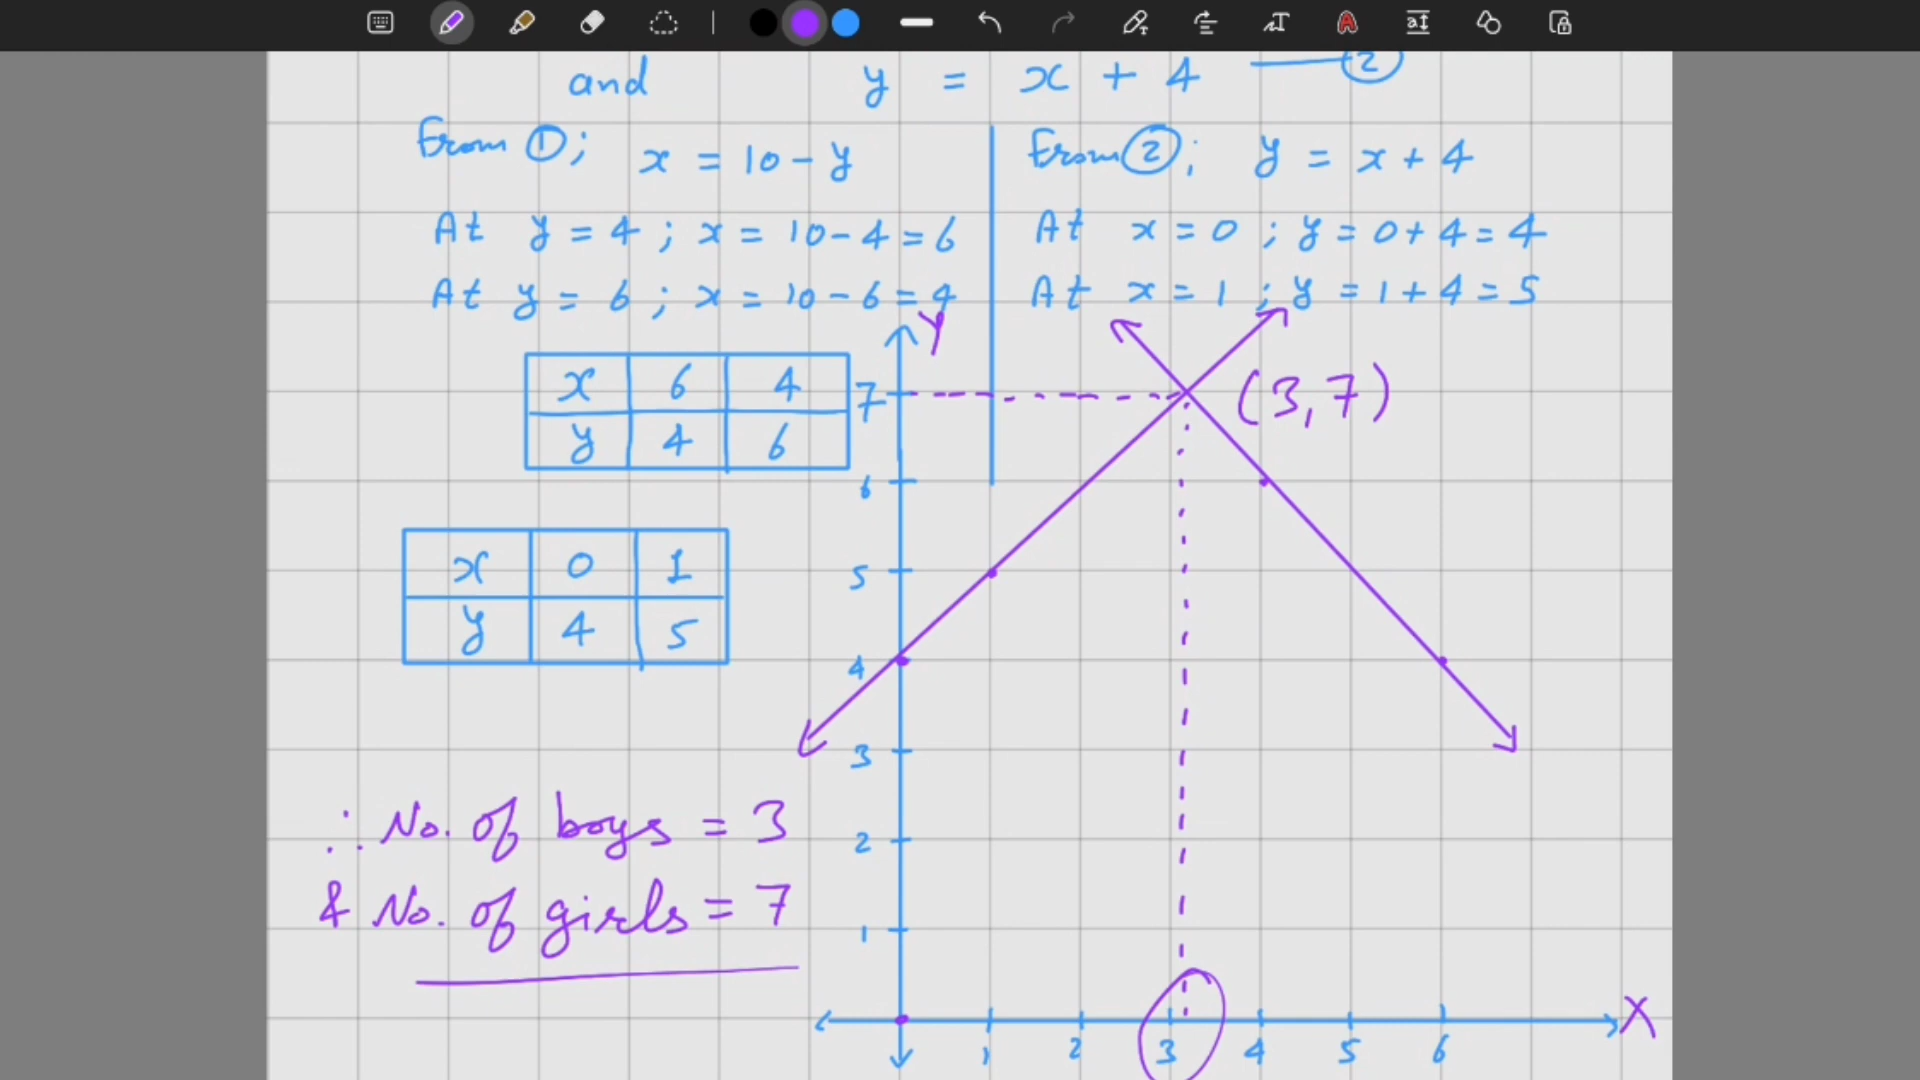 and y = x + 4 ②
From ①; x = 10 - y
At y = 4 ; x = 10 - 4 = 6
At y = 6 ; x = 10 - 6 = 4
From ②; y = x + 4
At x = 0 ; y = 0 + 4 = 4
At x = 1 ; y = 1 + 4 = 5
x 6 4
y 4 6
x 0 1
y 4 5
Y
7
6
5
4
3
2
1
(3,7)
1 2 3 4 5 6
X
∴ No. of boys = 3
& No. of girls = 7